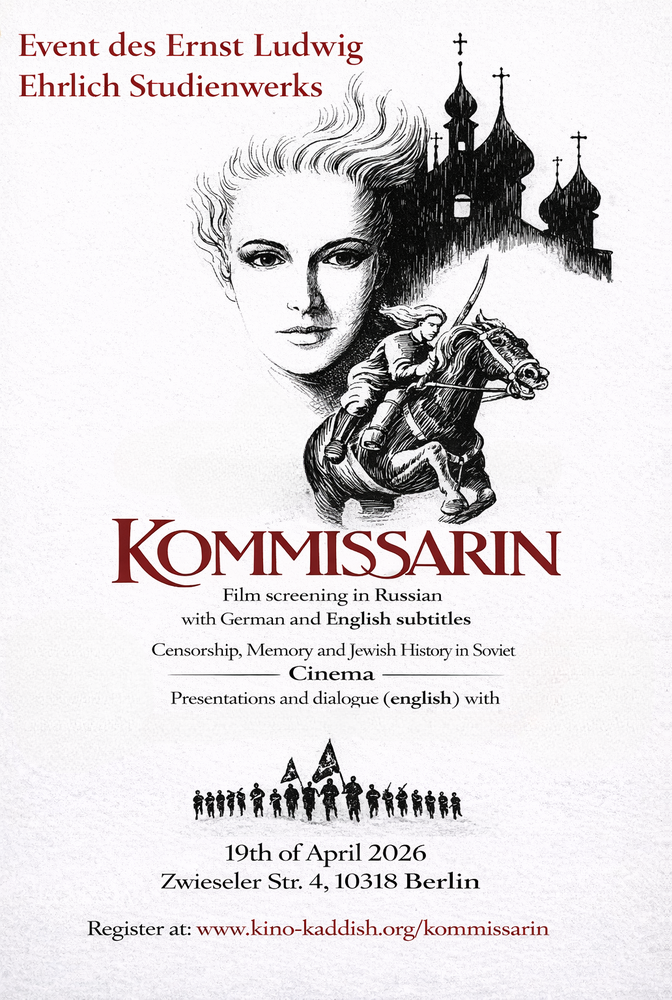 Event des Ernst Ludwig
Ehrlich Studienwerks
KOMMISSARIN
Film screening in Russian
with German and English subtitles
Censorship, Memory and Jewish History in Soviet
Cinema
Presentations and dialogue (english) with
19th of April 2026
Zwieseler Str. 4, 10318 Berlin
Register at: www.kino-kaddish.org/kommissarin